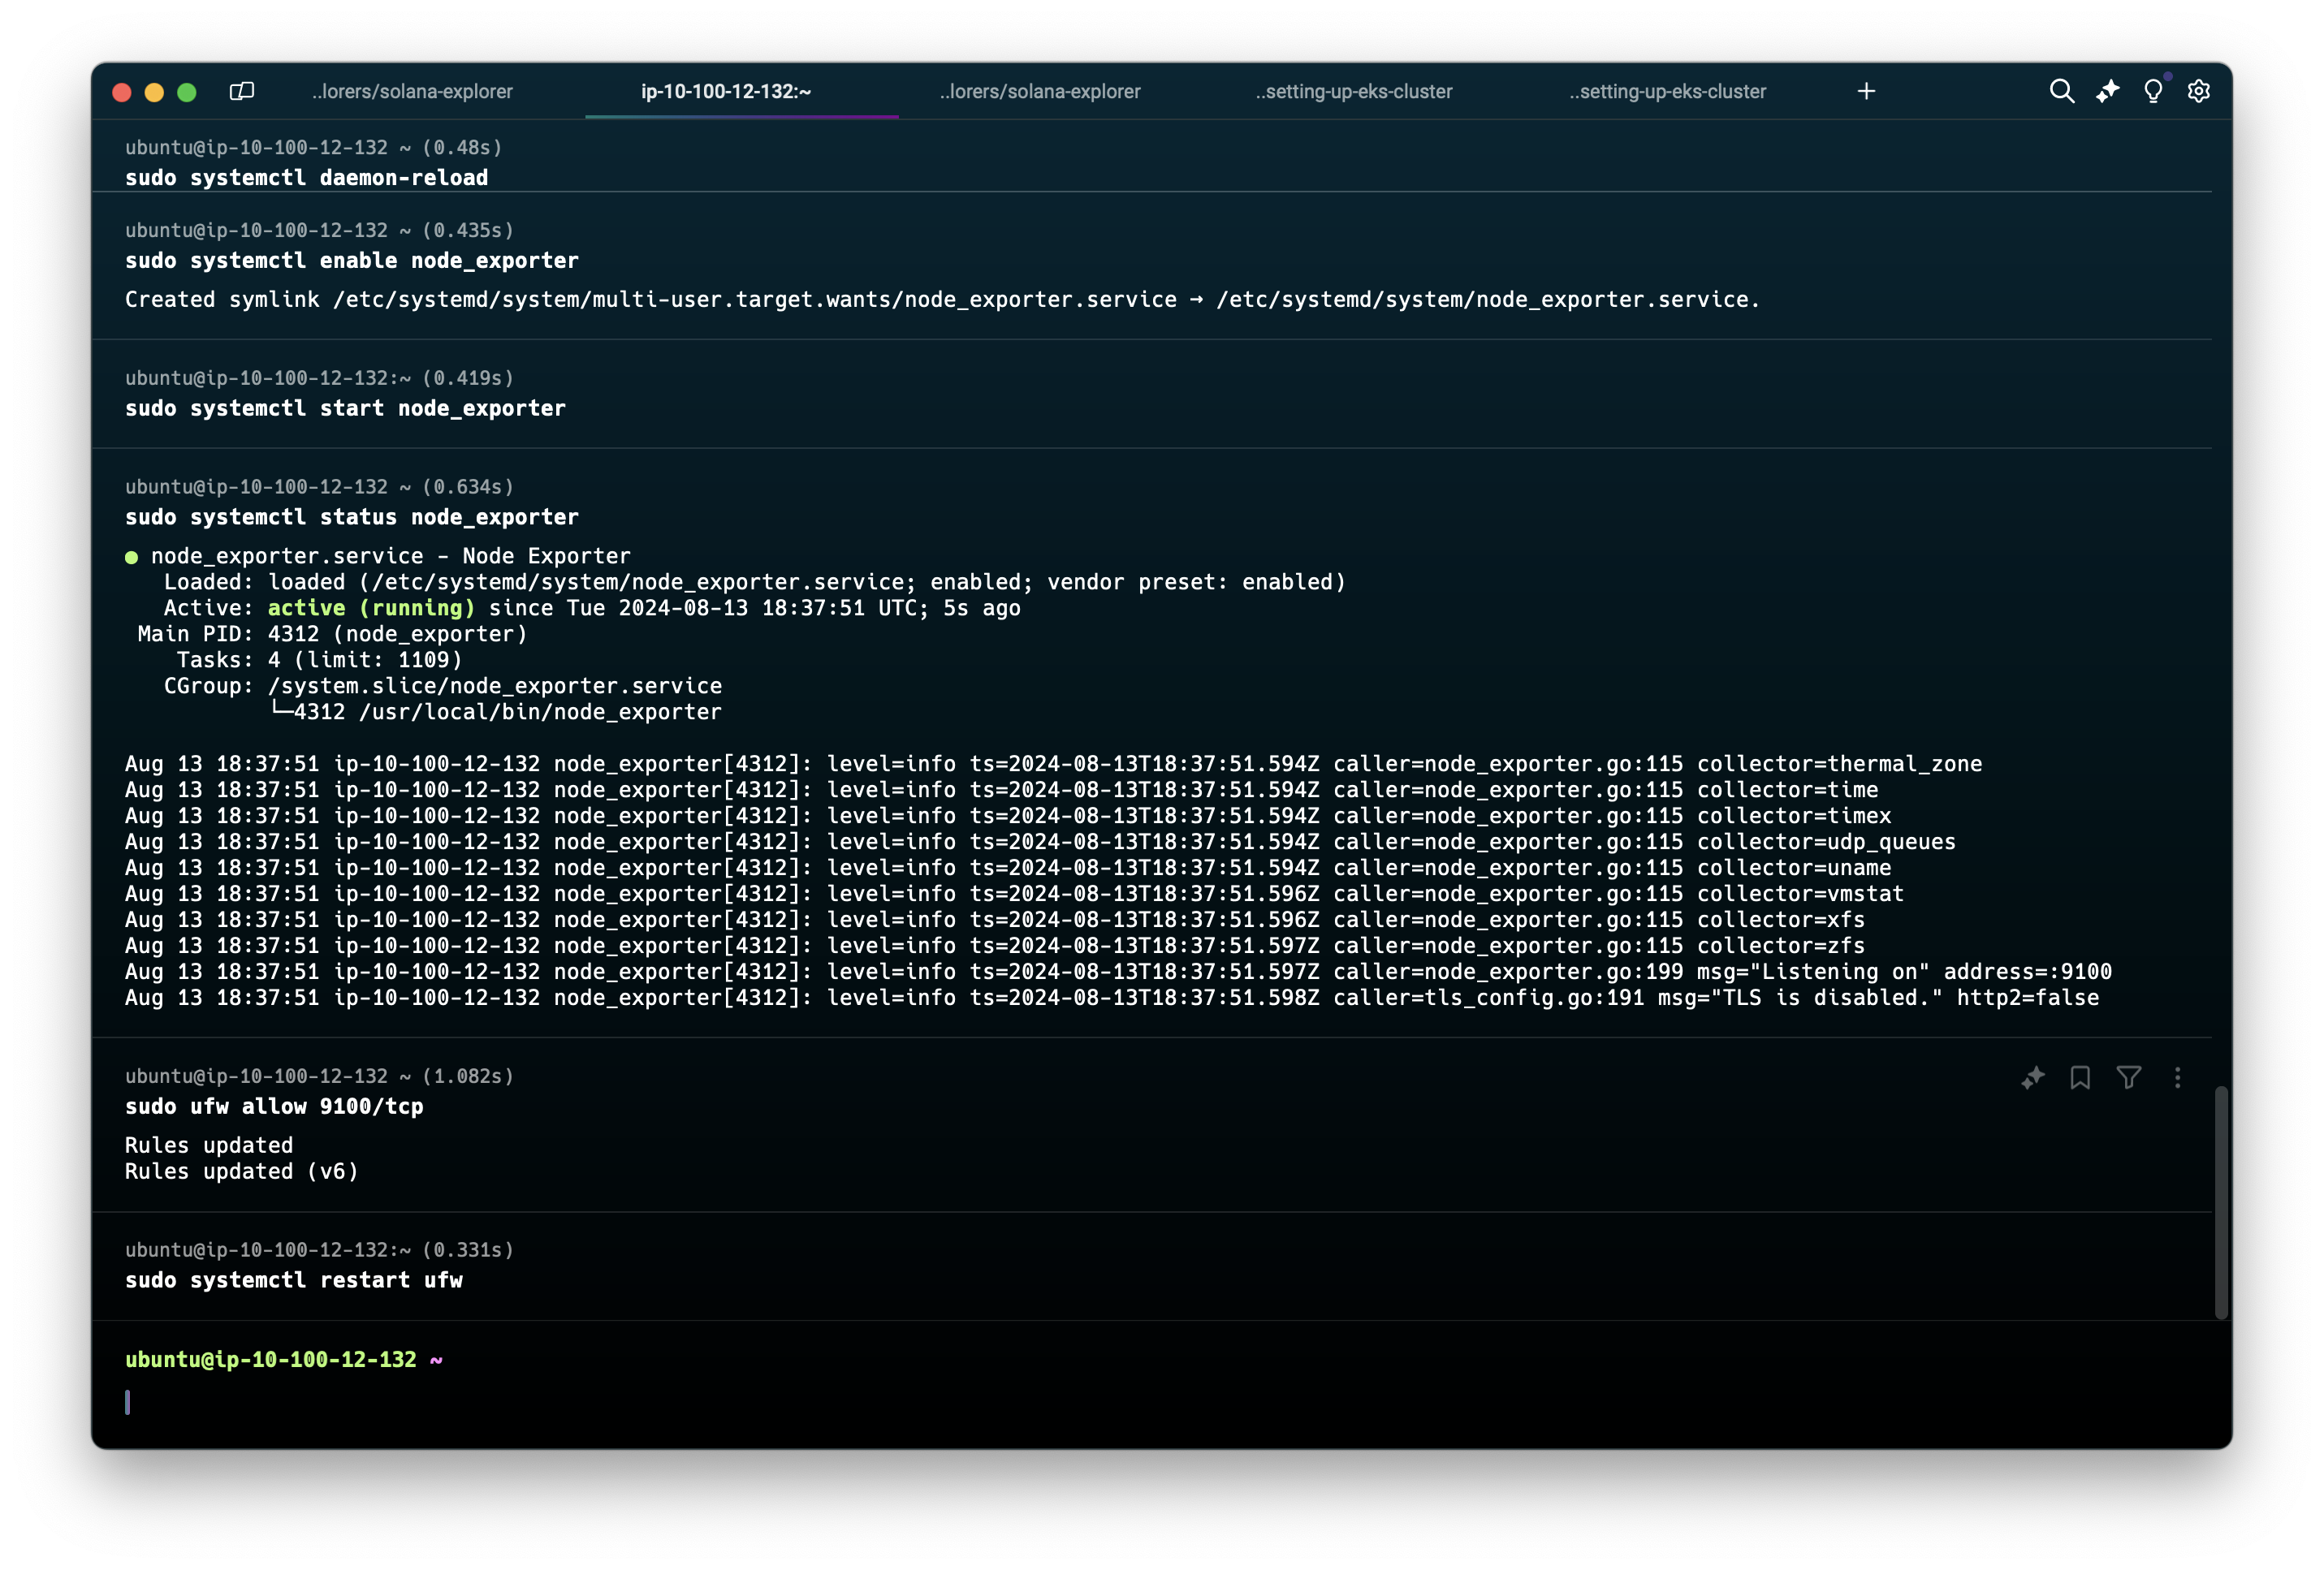 ..lorers/solana-explorer ip-10-100-12-132:~ ..lorers/solana-explorer ..setting-up-eks-cluster ..setting-up-eks-cluster +
ubuntu@ip-10-100-12-132 ~ (0.48s)
sudo systemctl daemon-reload
ubuntu@ip-10-100-12-132 ~ (0.435s)
sudo systemctl enable node_exporter
Created symlink /etc/systemd/system/multi-user.target.wants/node_exporter.service → /etc/systemd/system/node_exporter.service.
ubuntu@ip-10-100-12-132:~ (0.419s)
sudo systemctl start node_exporter
ubuntu@ip-10-100-12-132 ~ (0.634s)
sudo systemctl status node_exporter
● node_exporter.service - Node Exporter
Loaded: loaded (/etc/systemd/system/node_exporter.service; enabled; vendor preset: enabled)
Active: active (running) since Tue 2024-08-13 18:37:51 UTC; 5s ago
Main PID: 4312 (node_exporter)
Tasks: 4 (limit: 1109)
CGroup: /system.slice/node_exporter.service
└─4312 /usr/local/bin/node_exporter
Aug 13 18:37:51 ip-10-100-12-132 node_exporter[4312]: level=info ts=2024-08-13T18:37:51.594Z caller=node_exporter.go:115 collector=thermal_zone
Aug 13 18:37:51 ip-10-100-12-132 node_exporter[4312]: level=info ts=2024-08-13T18:37:51.594Z caller=node_exporter.go:115 collector=time
Aug 13 18:37:51 ip-10-100-12-132 node_exporter[4312]: level=info ts=2024-08-13T18:37:51.594Z caller=node_exporter.go:115 collector=timex
Aug 13 18:37:51 ip-10-100-12-132 node_exporter[4312]: level=info ts=2024-08-13T18:37:51.594Z caller=node_exporter.go:115 collector=udp_queues
Aug 13 18:37:51 ip-10-100-12-132 node_exporter[4312]: level=info ts=2024-08-13T18:37:51.594Z caller=node_exporter.go:115 collector=uname
Aug 13 18:37:51 ip-10-100-12-132 node_exporter[4312]: level=info ts=2024-08-13T18:37:51.596Z caller=node_exporter.go:115 collector=vmstat
Aug 13 18:37:51 ip-10-100-12-132 node_exporter[4312]: level=info ts=2024-08-13T18:37:51.596Z caller=node_exporter.go:115 collector=xfs
Aug 13 18:37:51 ip-10-100-12-132 node_exporter[4312]: level=info ts=2024-08-13T18:37:51.597Z caller=node_exporter.go:115 collector=zfs
Aug 13 18:37:51 ip-10-100-12-132 node_exporter[4312]: level=info ts=2024-08-13T18:37:51.597Z caller=node_exporter.go:199 msg="Listening on" address=:9100
Aug 13 18:37:51 ip-10-100-12-132 node_exporter[4312]: level=info ts=2024-08-13T18:37:51.598Z caller=tls_config.go:191 msg="TLS is disabled." http2=false
ubuntu@ip-10-100-12-132 ~ (1.082s)
sudo ufw allow 9100/tcp
Rules updated
Rules updated (v6)
ubuntu@ip-10-100-12-132:~ (0.331s)
sudo systemctl restart ufw
ubuntu@ip-10-100-12-132 ~